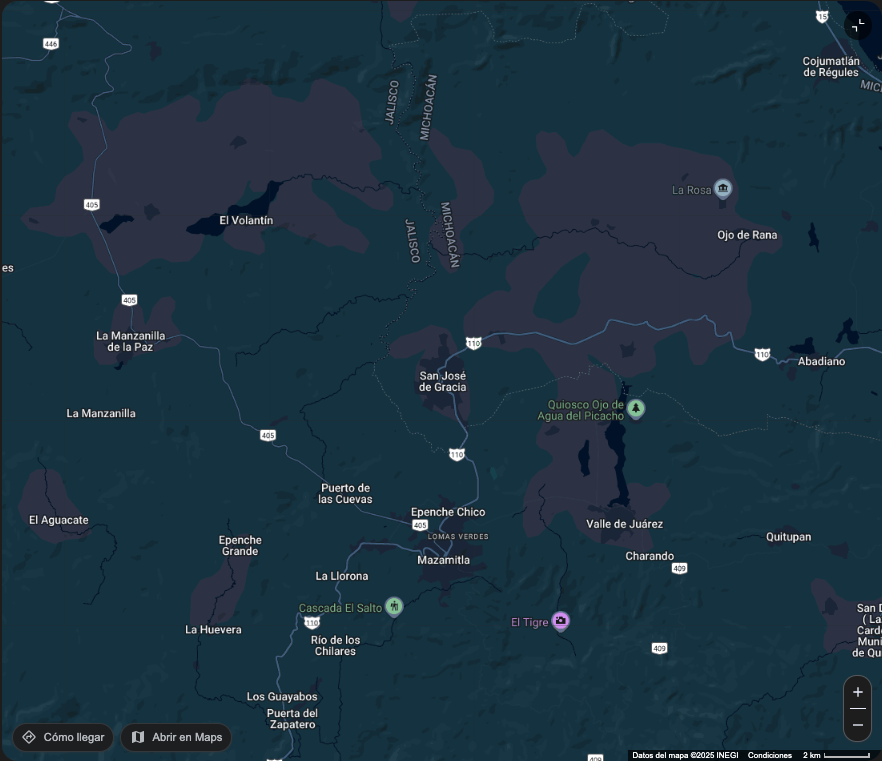 446
15
Cojumatlán
de Régules
MIC
JALISCO
MICHOACÁN
La Rosa
405
El Volantín
JALISCO
MICHOACÁN
Ojo de Rana
es
405
La Manzanilla
de la Paz
110
110
Abadiano
San José
de Gracia
La Manzanilla
Quiosco Ojo de
Agua del Picacho
405
110
Puerto de
las Cuevas
El Aguacate
Epenche Chico
405
LOMAS VERDES
Valle de Juárez
Quitupan
Epenche
Grande
Mazamitla
Charando
409
La Llorona
Cascada El Salto
110
El Tigre
San D
( La
Card
Muni
de Qu
La Huevera
Río de los
Chilares
409
Los Guayabos
Puerta del
Zapatero
+
−
Cómo llegar
Abrir en Maps
409
Datos del mapa ©2025 INEGI
Condiciones
2 km